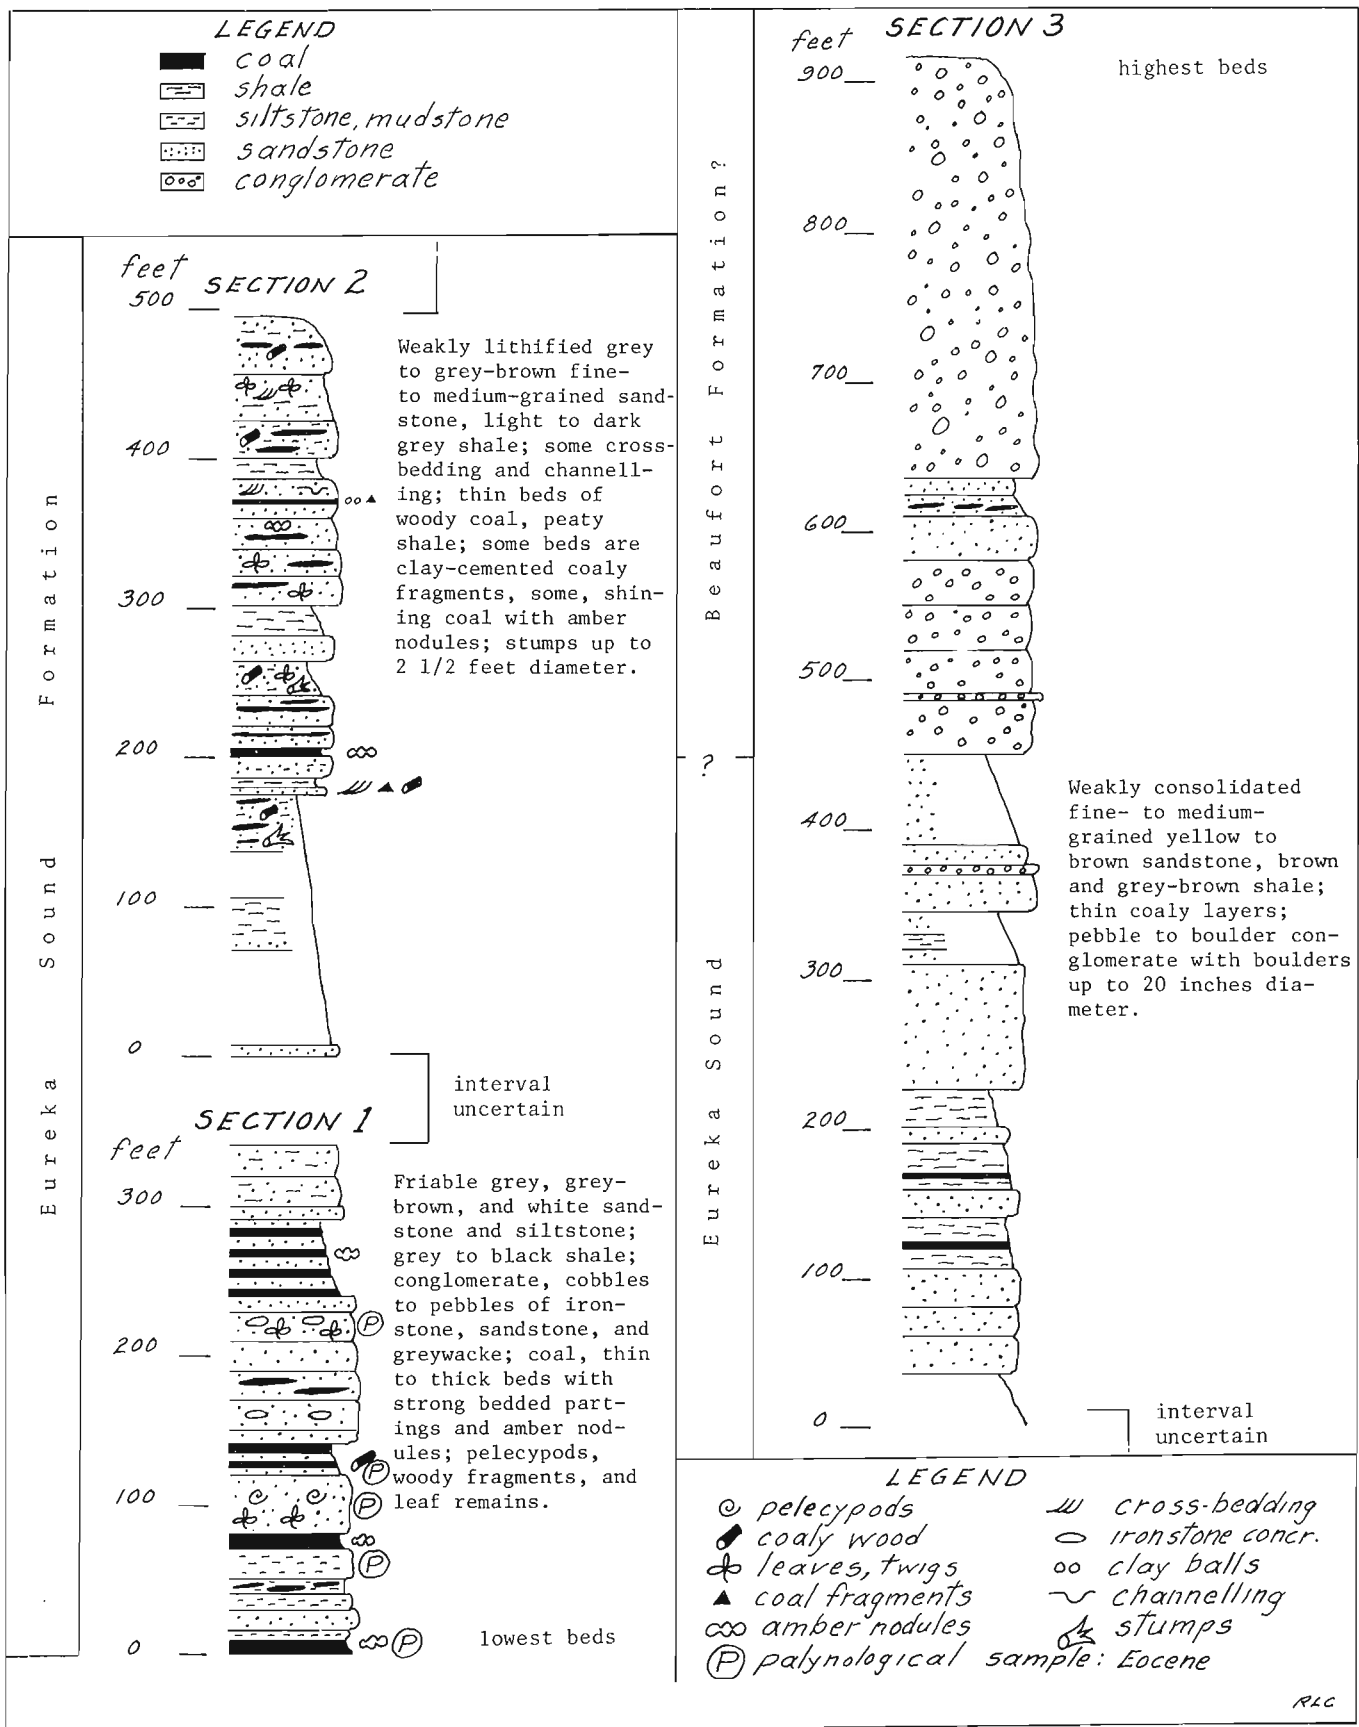 LEGEND
coal
shale
siltstone, mudstone
sandstone
conglomerate
Eureka Sound Formation
feet
SECTION 2
500
400
300
200
100
0
Weakly lithified grey
to grey-brown fine-
to medium-grained sand-
stone, light to dark
grey shale; some cross-
bedding and channell-
ing; thin beds of
woody coal, peaty
shale; some beds are
clay-cemented coaly
fragments, some, shin-
ing coal with amber
nodules; stumps up to
2 1/2 feet diameter.
interval
uncertain
SECTION 1
feet
300
200
100
0
Friable grey, grey-
brown, and white sand-
stone and siltstone;
grey to black shale;
conglomerate, cobbles
to pebbles of iron-
stone, sandstone, and
greywacke; coal, thin
to thick beds with
strong bedded part-
ings and amber nod-
ules; pelecypods,
woody fragments, and
leaf remains.
P
P
P
P
P
lowest beds
SECTION 3
feet
900
800
700
600
500
400
300
200
100
0
highest beds
Beaufort Formation?
?
Eureka Sound
Weakly consolidated
fine- to medium-
grained yellow to
brown sandstone, brown
and grey-brown shale;
thin coaly layers;
pebble to boulder con-
glomerate with boulders
up to 20 inches dia-
meter.
interval
uncertain
LEGEND
pelecypods
coaly wood
leaves, twigs
coal fragments
amber nodules
P palynological sample: Eocene
cross-bedding
ironstone concr.
clay balls
channelling
stumps
RLC